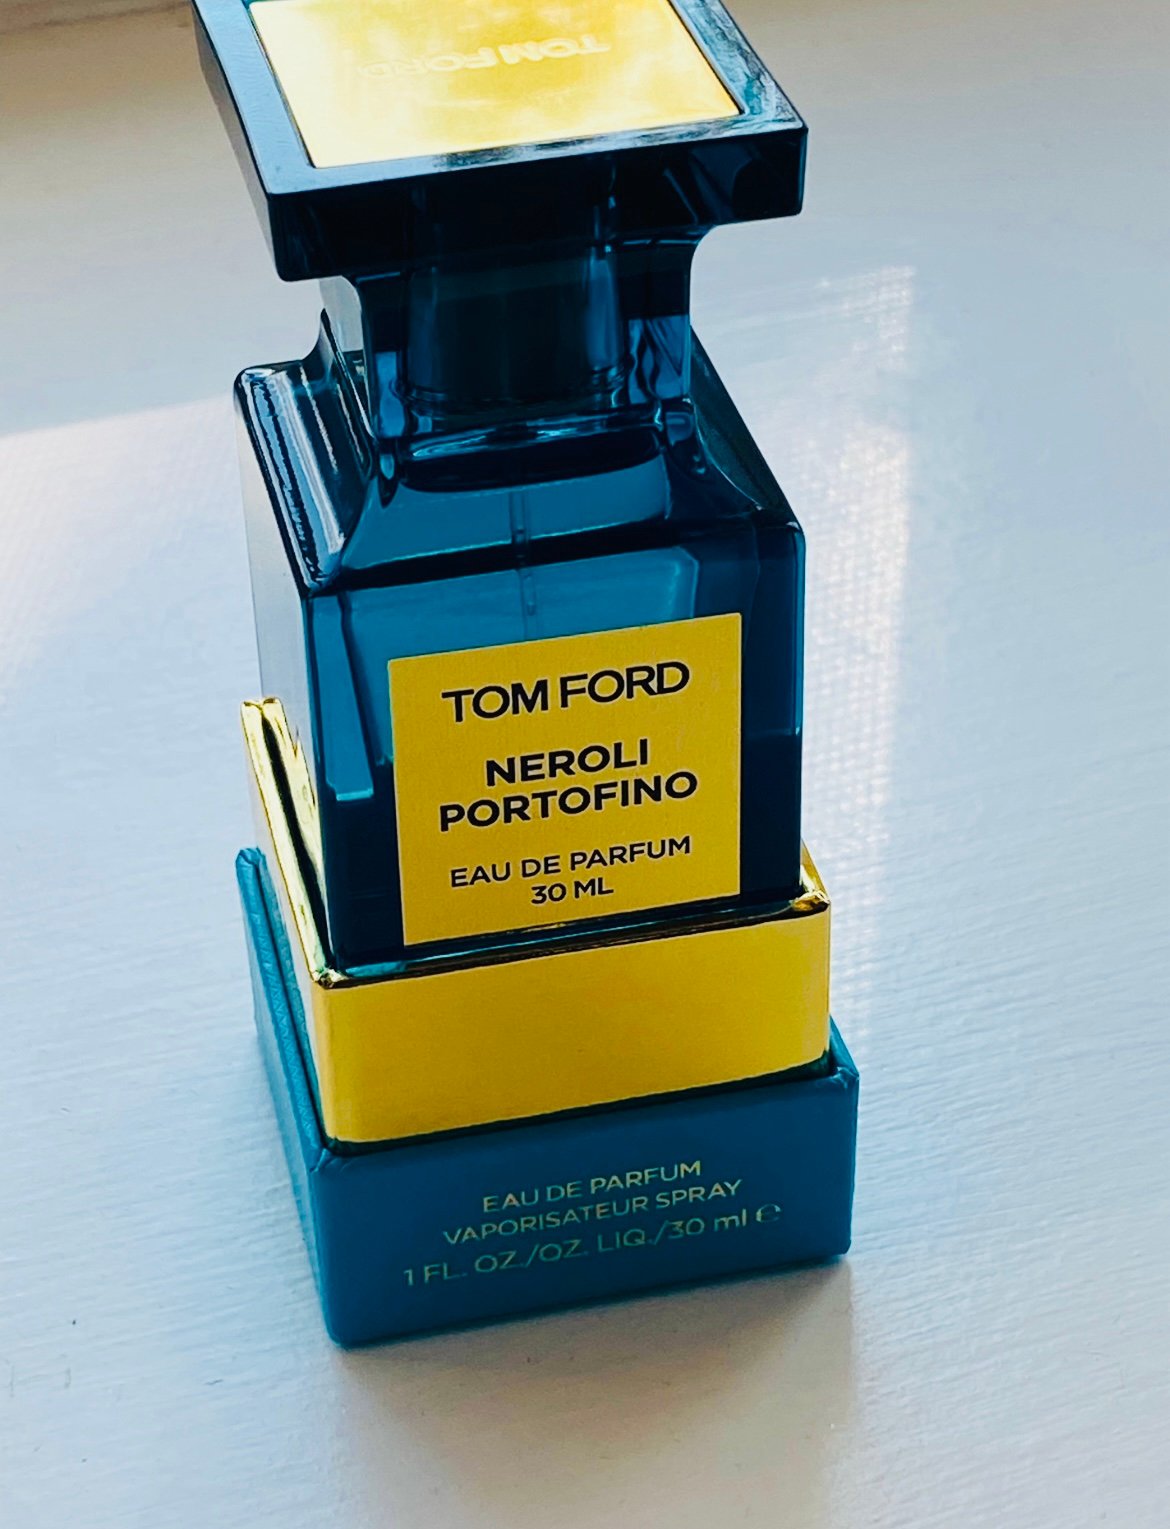 TOM FORD
TOM FORD
NEROLI
PORTOFINO
EAU DE PARFUM
30 ML
EAU DE PARFUM
VAPORISATEUR SPRAY
1 FL. OZ./OZ. LIQ./30 ml ℮